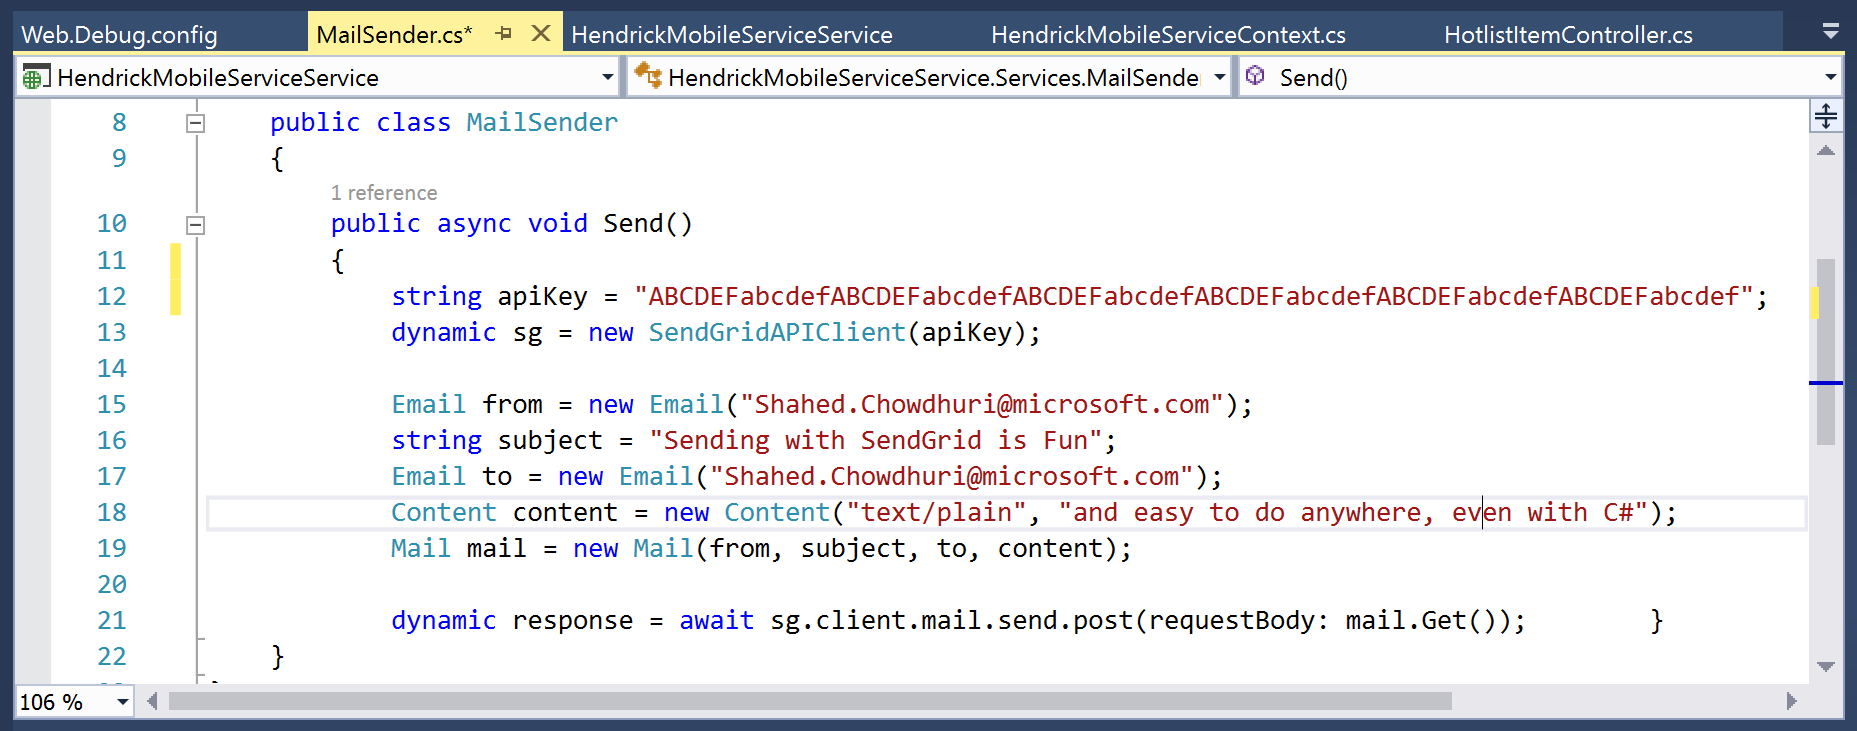 Web.Debug.config MailSender.cs* HendrickMobileServiceService HendrickMobileServiceContext.cs HotlistItemController.cs
HendrickMobileServiceService HendrickMobileServiceService.Services.MailSender Send()
8 public class MailSender
9 {
1 reference
10 public async void Send()
11 {
12 string apiKey = "ABCDEFabcdefABCDEFabcdefABCDEFabcdefABCDEFabcdefABCDEFabcdefABCDEFabcdef";
13 dynamic sg = new SendGridAPIClient(apiKey);
14
15 Email from = new Email("Shahed.Chowdhuri@microsoft.com");
16 string subject = "Sending with SendGrid is Fun";
17 Email to = new Email("Shahed.Chowdhuri@microsoft.com");
18 Content content = new Content("text/plain", "and easy to do anywhere, even with C#");
19 Mail mail = new Mail(from, subject, to, content);
20
21 dynamic response = await sg.client.mail.send.post(requestBody: mail.Get()); }
22 }
106 %